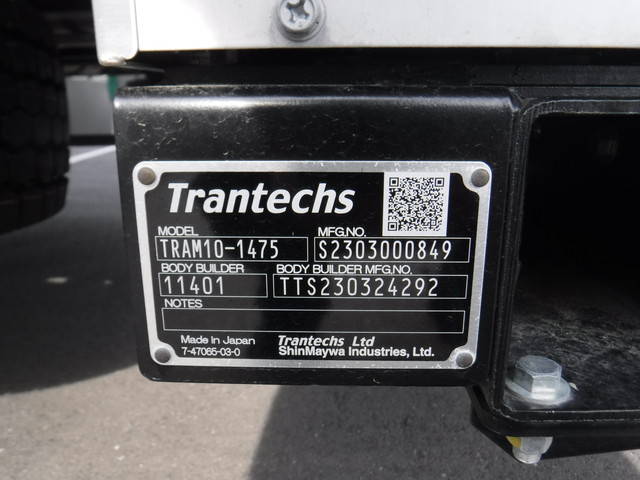 Trantechs
MODEL MFG.NO.
TRAM10-1475 S2303000849
BODY BUILDER BODY BUILDER MFG.NO.
11401 TTS230324292
NOTES
Made in Japan Trantechs Ltd
7-47065-03-0 ShinMaywa Industries, Ltd.